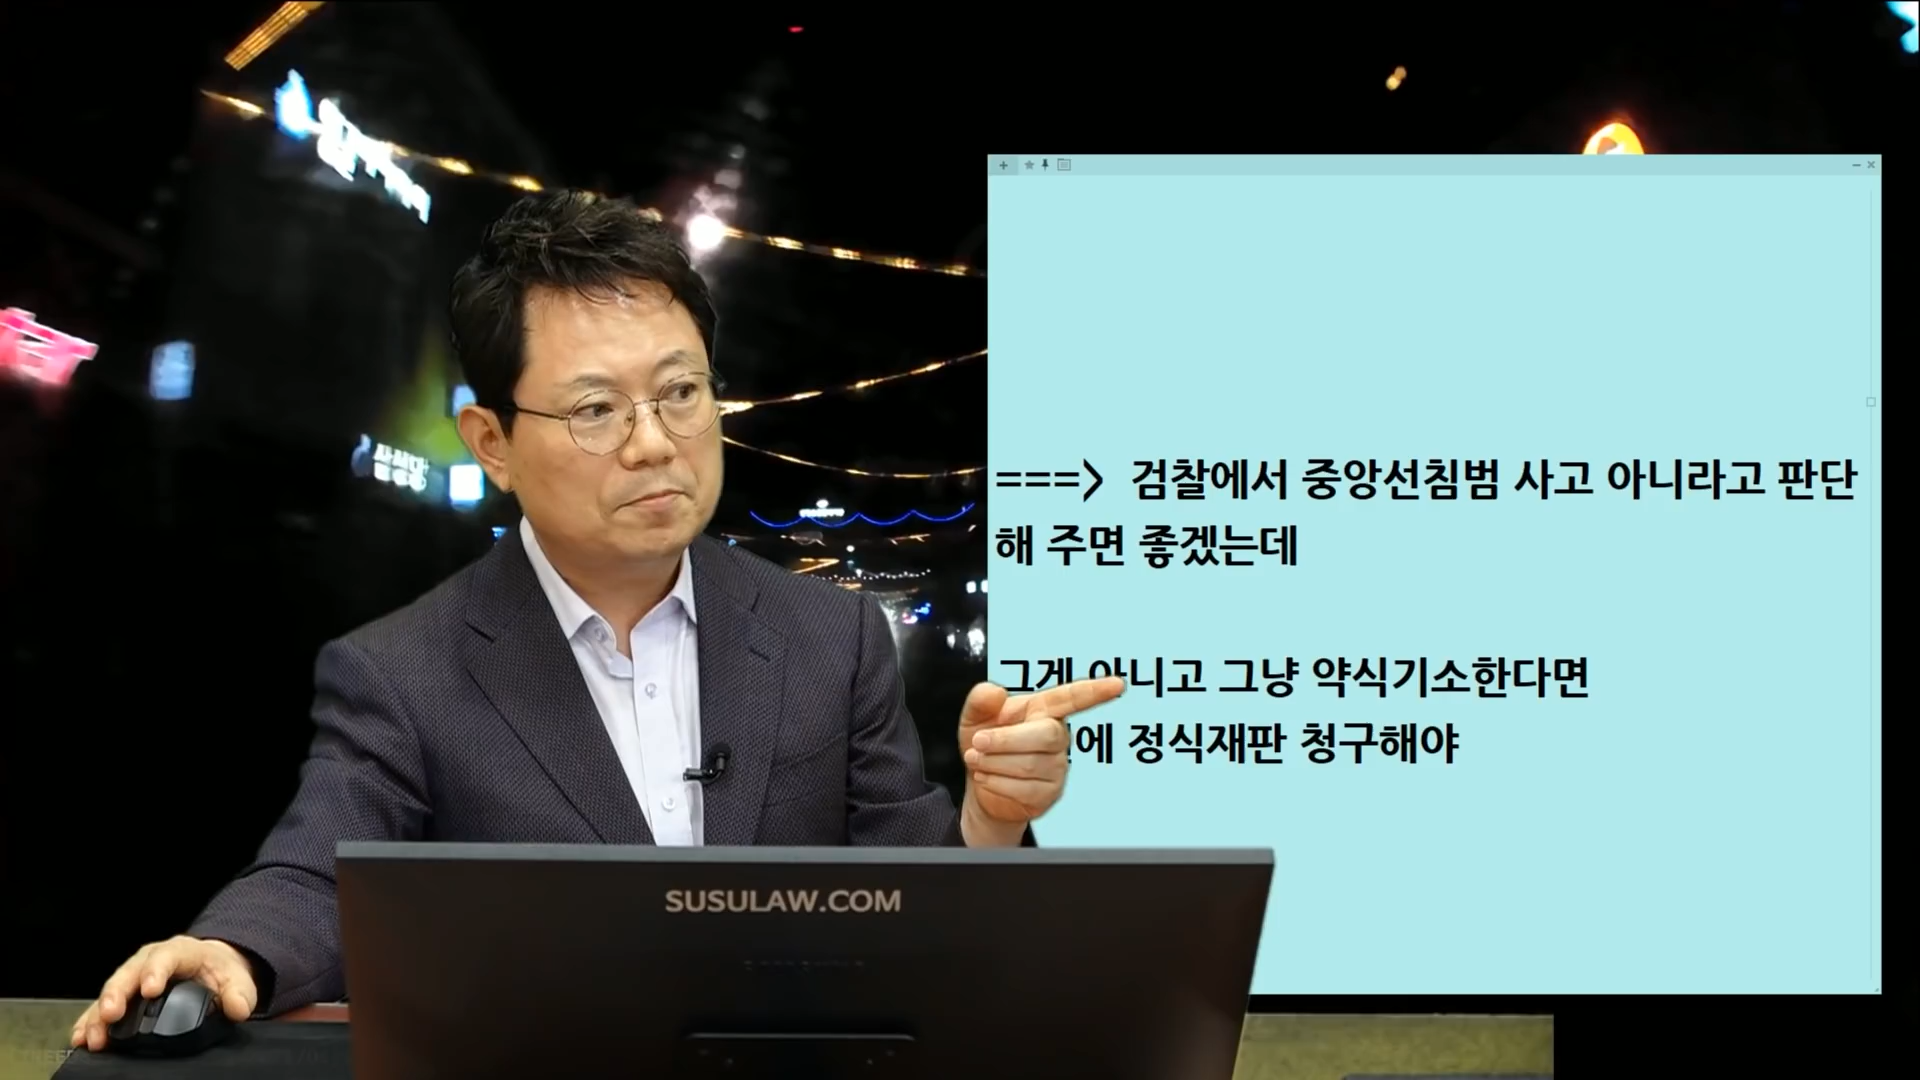 ===> 검찰에서 중앙선침범 사고 아니라고 판단
해 주면 좋겠는데
그게 아니고 그냥 약식기소한다면
에 정식재판 청구해야
SUSULAW.COM